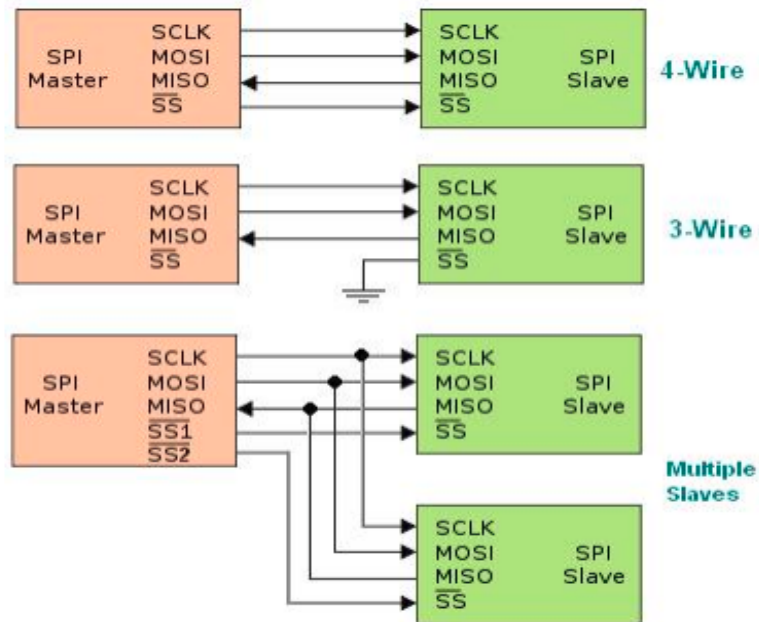 SPI
Master
SCLK
MOSI
MISO
SS
SCLK
MOSI
MISO
SS
SPI
Slave
4-Wire
SPI
Master
SCLK
MOSI
MISO
SS
SCLK
MOSI
MISO
SS
SPI
Slave
3-Wire
SPI
Master
SCLK
MOSI
MISO
SS1
SS2
SCLK
MOSI
MISO
SS
SPI
Slave
Multiple
Slaves
SCLK
MOSI
MISO
SS
SPI
Slave